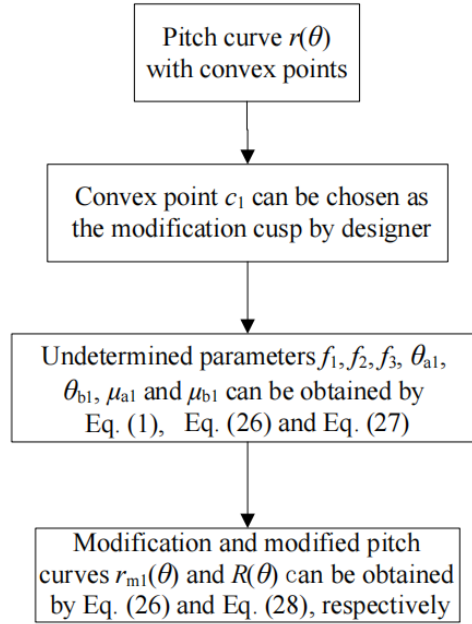 Pitch curve r(θ)
with convex points
Convex point c₁ can be chosen as
the modification cusp by designer
Undetermined parameters f₁, f₂, f₃, θₐ₁,
θb₁, μₐ₁ and μb₁ can be obtained by
Eq. (1), Eq. (26) and Eq. (27)
Modification and modified pitch
curves rₘ₁(θ) and R(θ) can be obtained
by Eq. (26) and Eq. (28), respectively